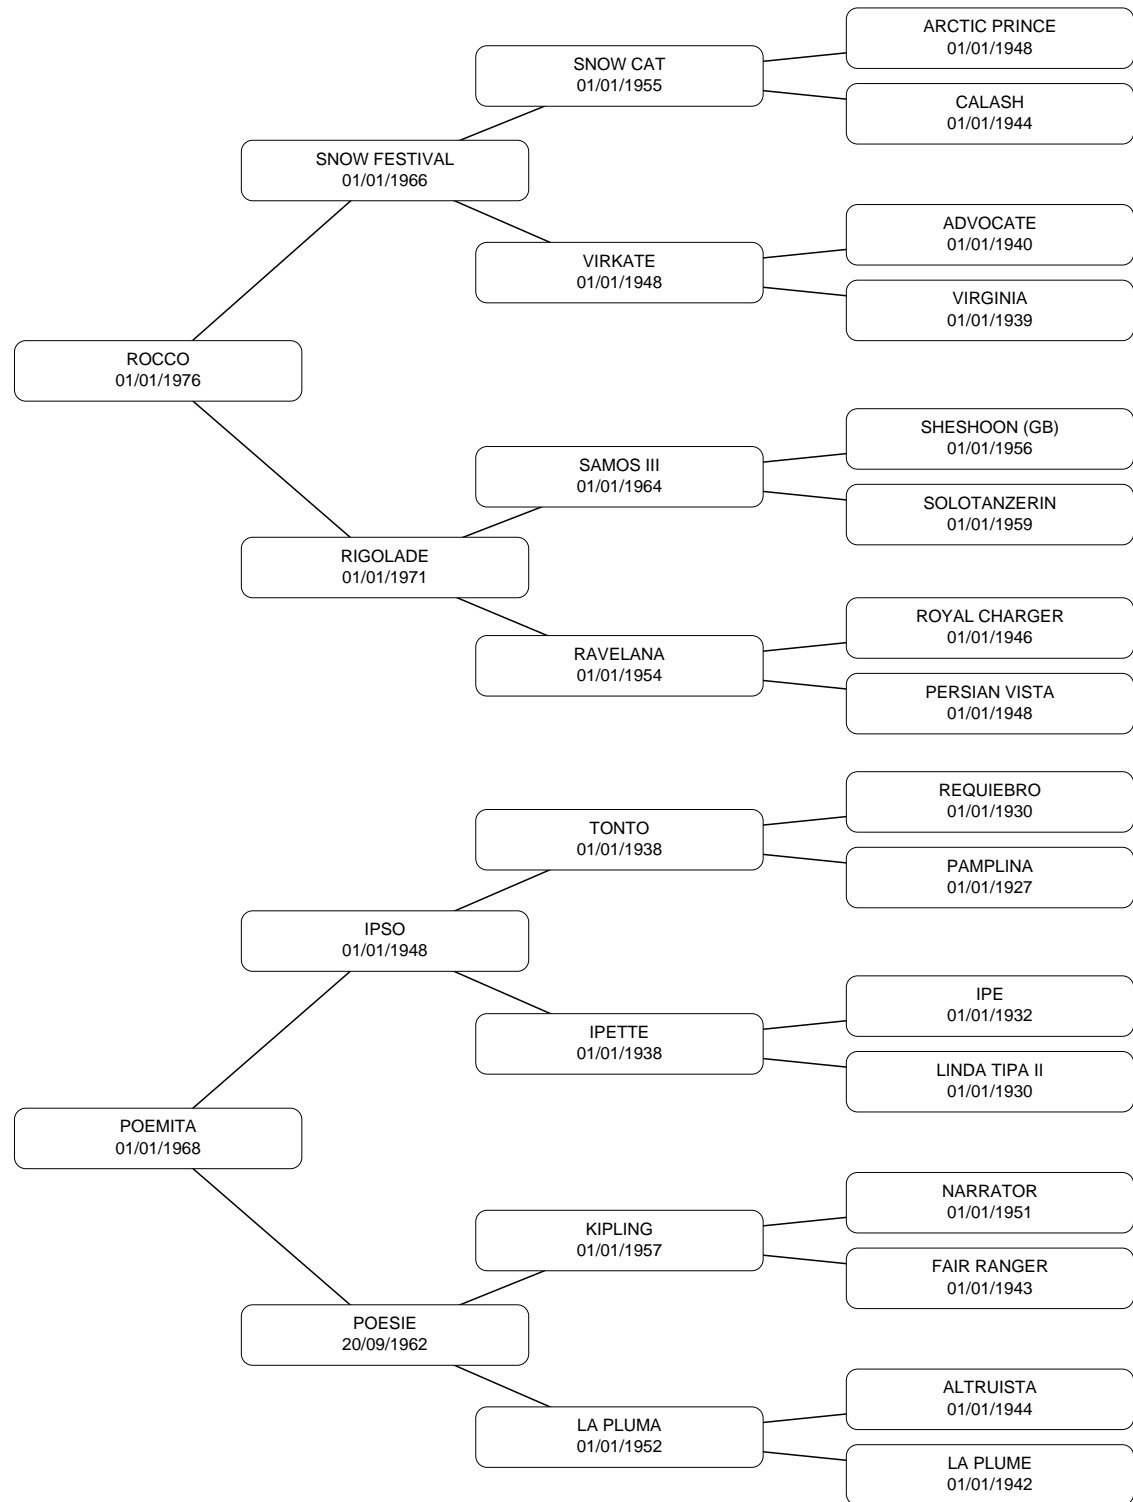 ARCTIC PRINCE
01/01/1948
SNOW CAT
01/01/1955
CALASH
01/01/1944
SNOW FESTIVAL
01/01/1966
ADVOCATE
01/01/1940
VIRKATE
01/01/1948
VIRGINIA
01/01/1939
ROCCO
01/01/1976
SHESHOON (GB)
01/01/1956
SAMOS III
01/01/1964
SOLOTANZERIN
01/01/1959
RIGOLADE
01/01/1971
ROYAL CHARGER
01/01/1946
RAVELANA
01/01/1954
PERSIAN VISTA
01/01/1948
REQUIEBRO
01/01/1930
TONTO
01/01/1938
PAMPLINA
01/01/1927
IPSO
01/01/1948
IPE
01/01/1932
IPETTE
01/01/1938
LINDA TIPA II
01/01/1930
POEMITA
01/01/1968
NARRATOR
01/01/1951
KIPLING
01/01/1957
FAIR RANGER
01/01/1943
POESIE
20/09/1962
ALTRUISTA
01/01/1944
LA PLUMA
01/01/1952
LA PLUME
01/01/1942